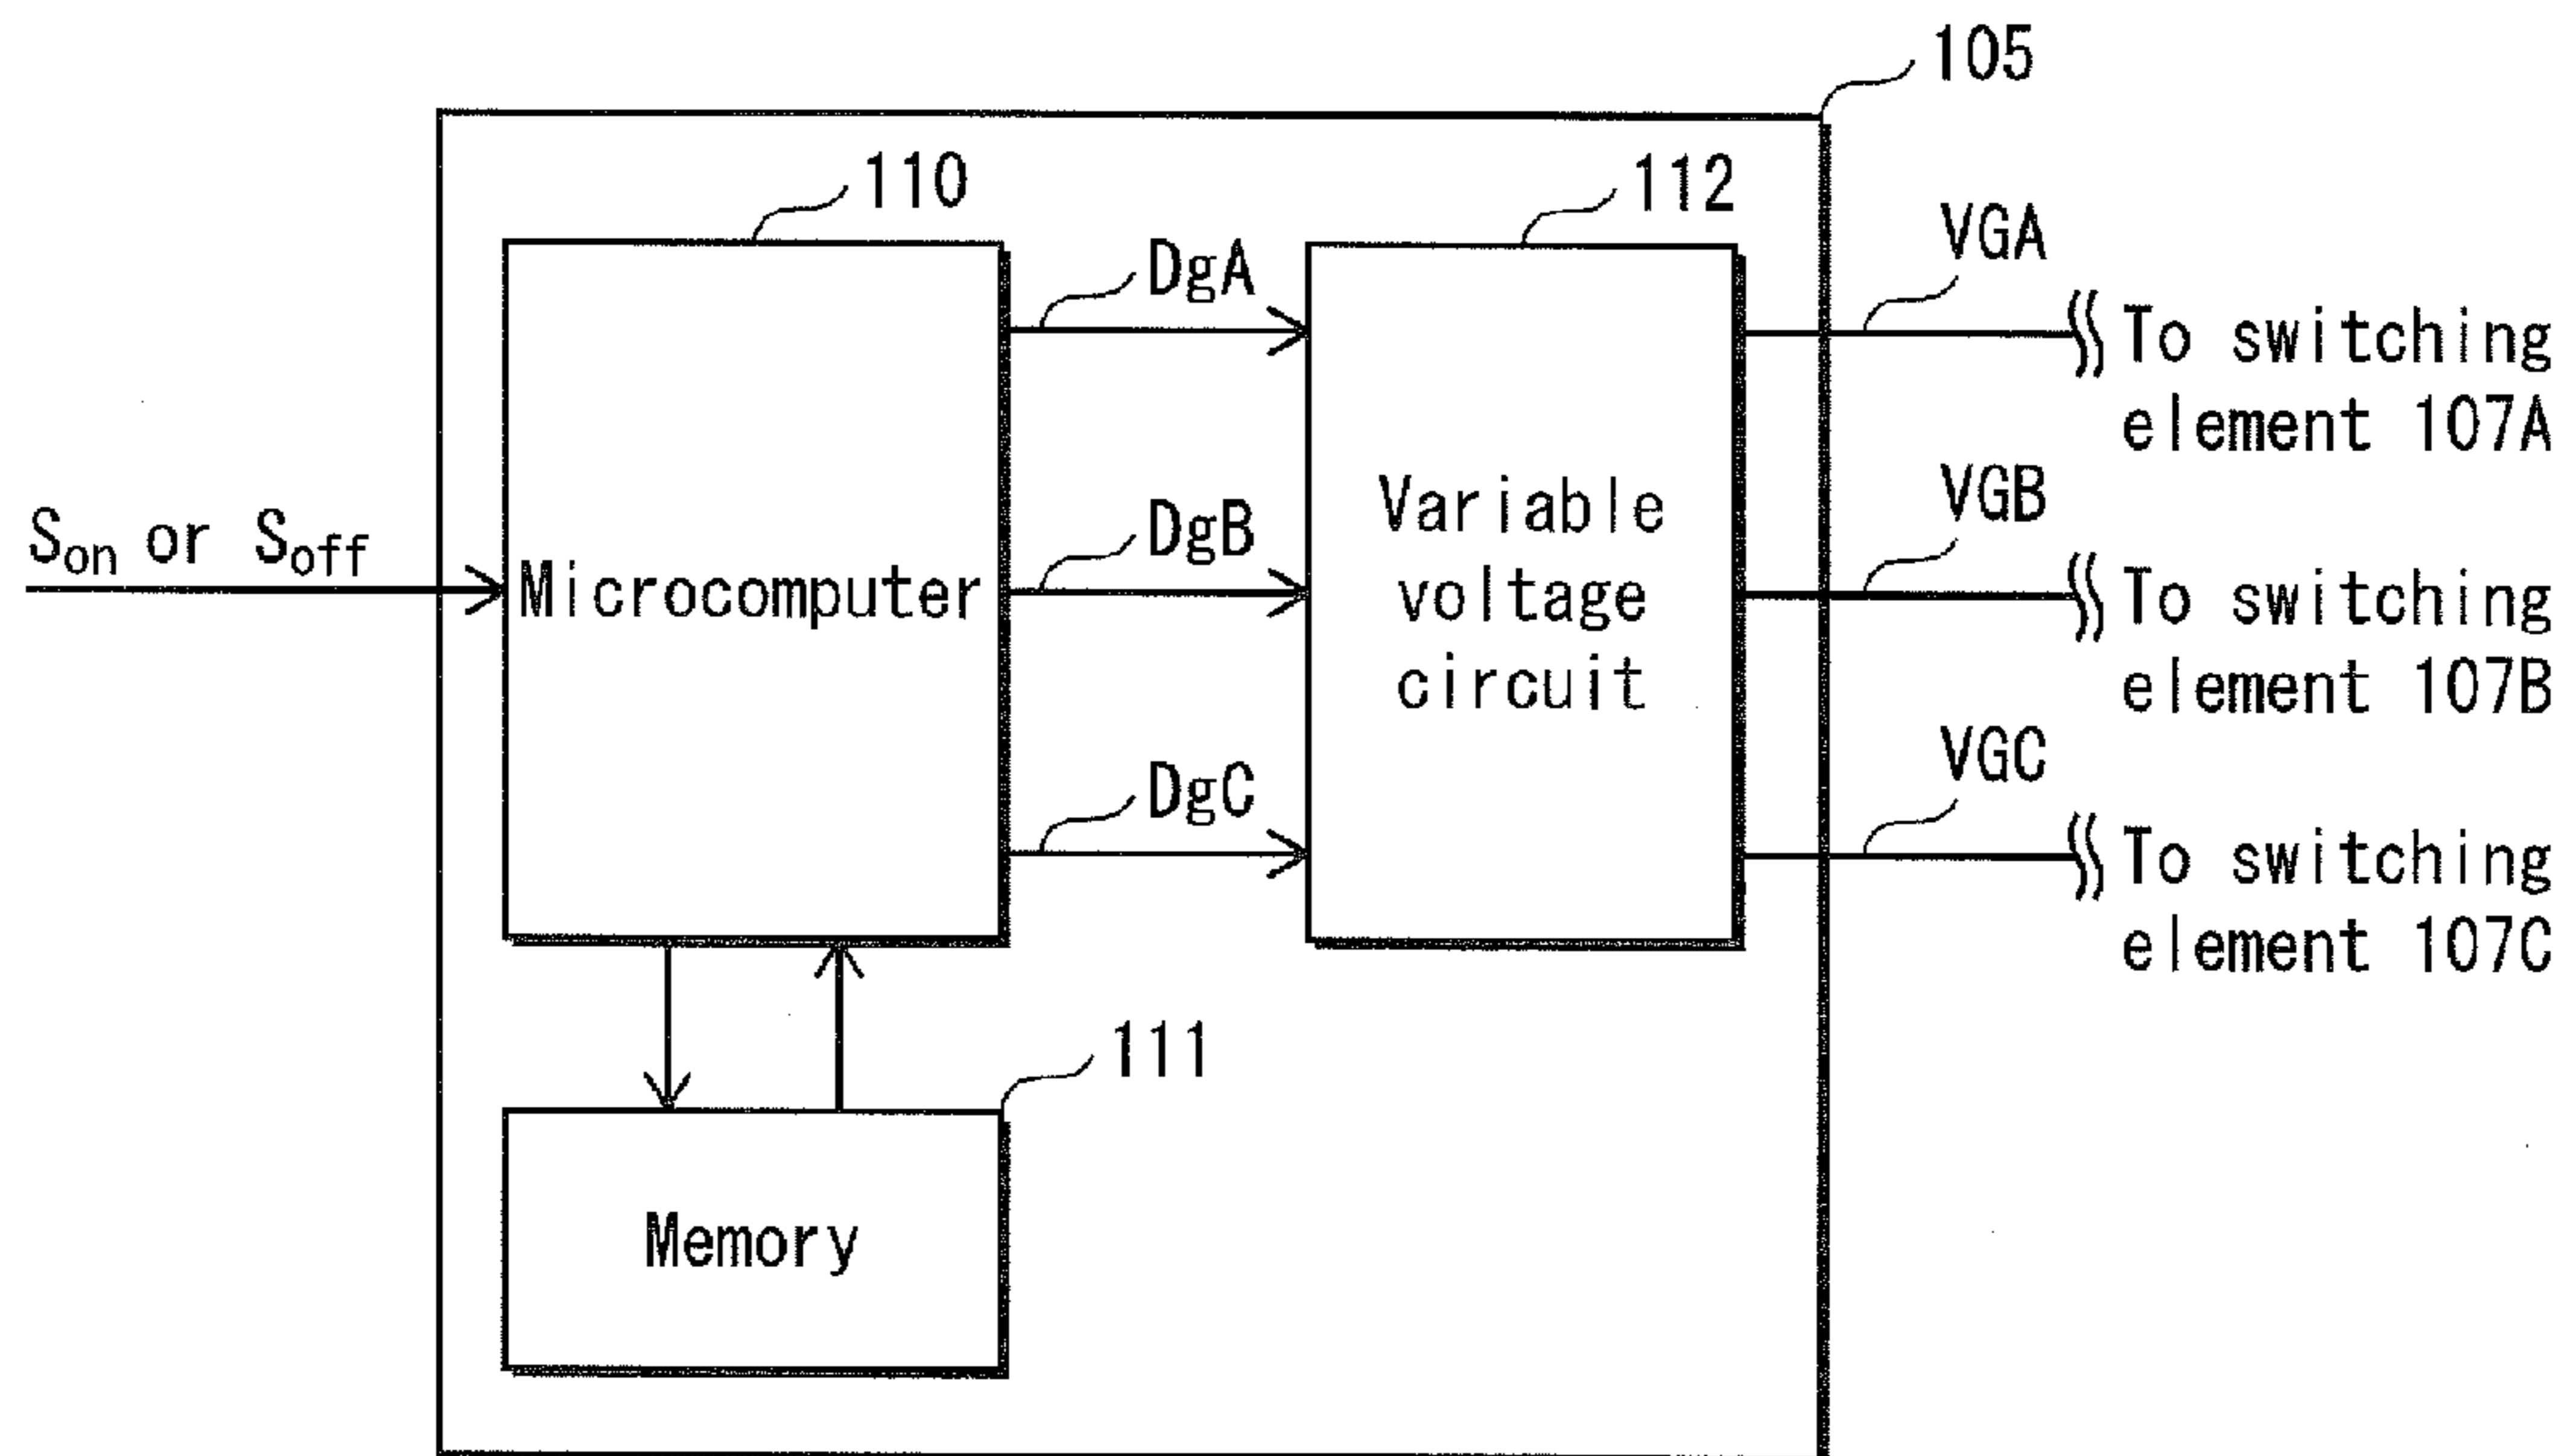 105
110
112
VGA
DgA
To switching
element 107A
VGB
DgB
Variable
voltage
circuit
Son or Soff
Microcomputer
To switching
element 107B
VGC
DgC
To switching
element 107C
111
Memory